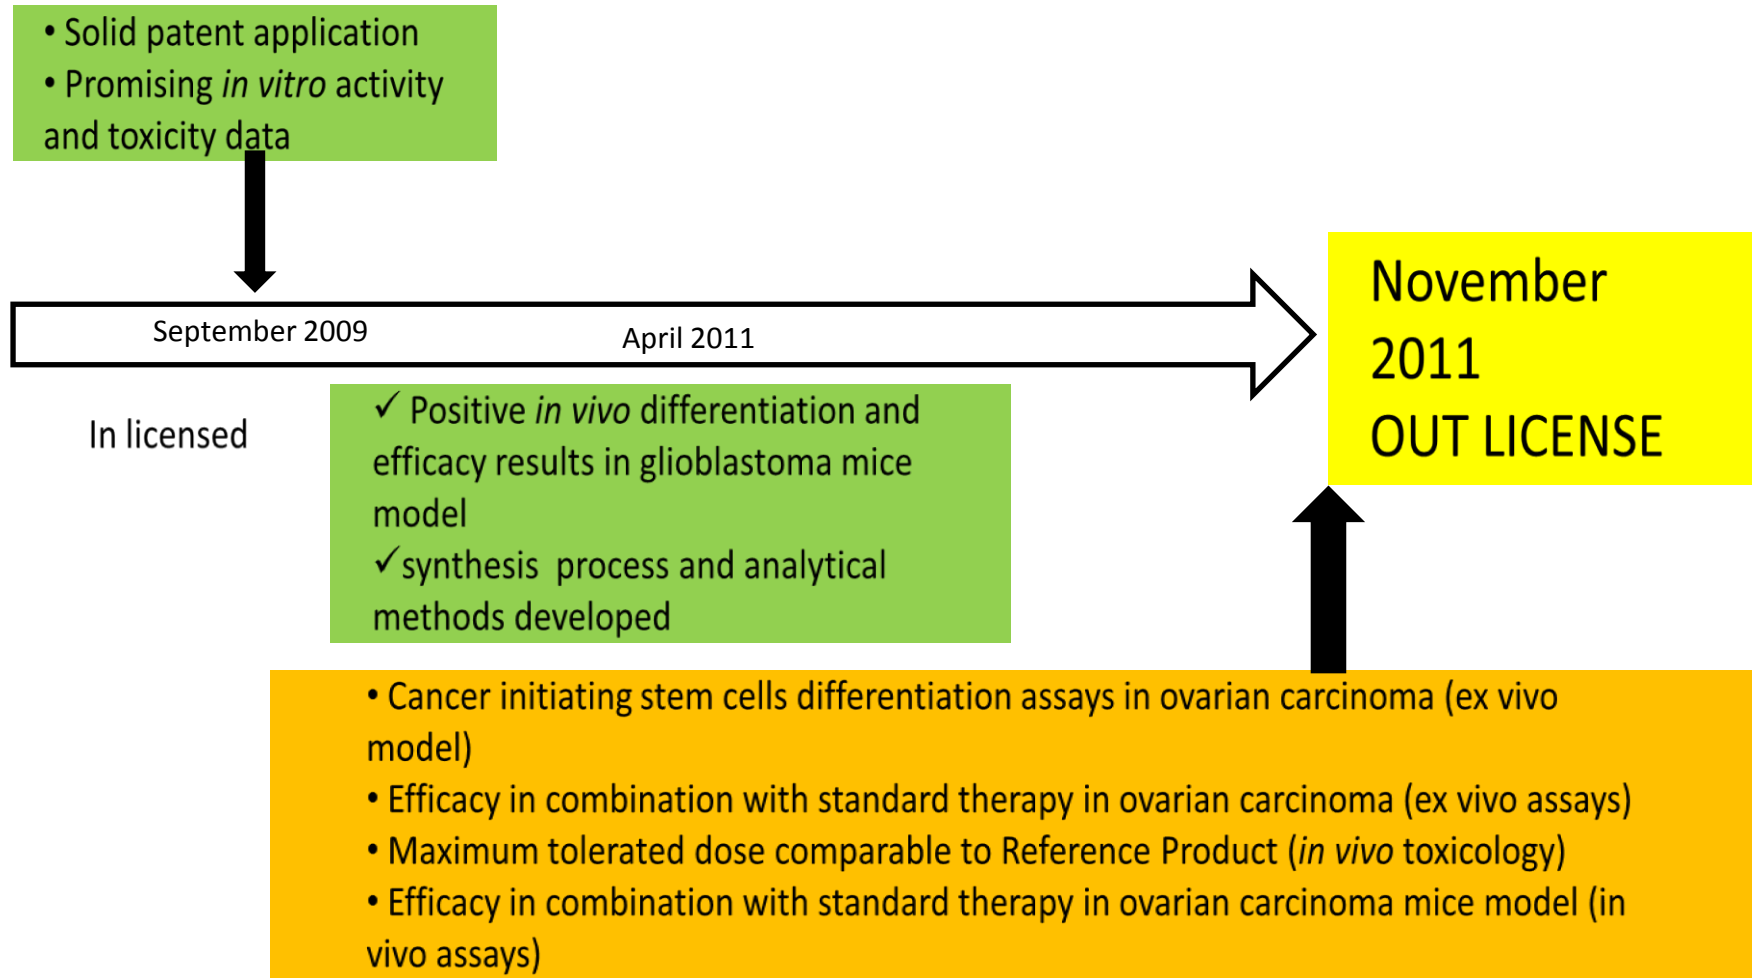 • Solid patent application
• Promising in vitro activity
and toxicity data
September 2009
April 2011
November
2011
OUT LICENSE
In licensed
✓ Positive in vivo differentiation and
efficacy results in glioblastoma mice
model
✓synthesis process and analytical
methods developed
• Cancer initiating stem cells differentiation assays in ovarian carcinoma (ex vivo
model)
• Efficacy in combination with standard therapy in ovarian carcinoma (ex vivo assays)
• Maximum tolerated dose comparable to Reference Product (in vivo toxicology)
• Efficacy in combination with standard therapy in ovarian carcinoma mice model (in
vivo assays)